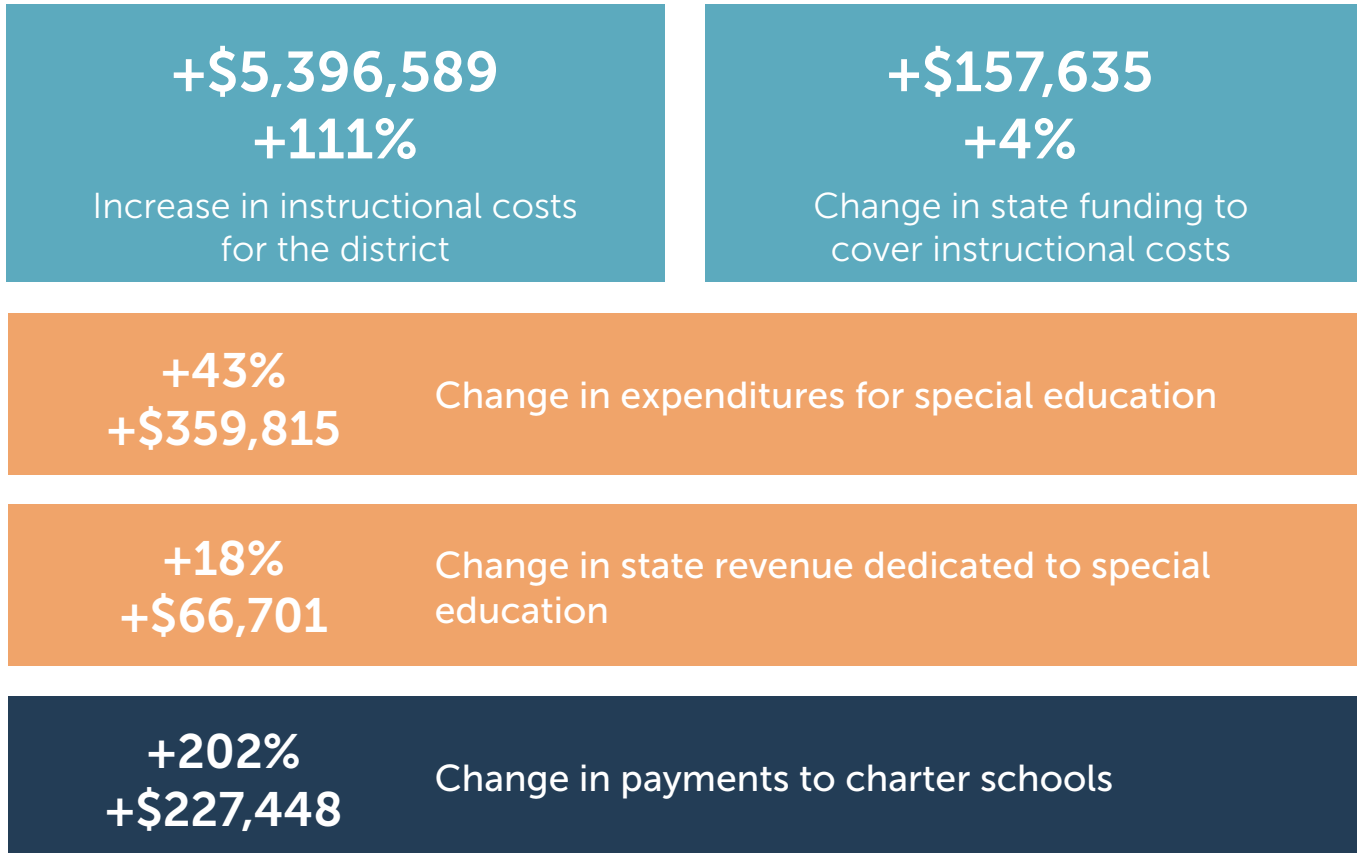 +$5,396,589
+111%
Increase in instructional costs
for the district
+$157,635
+4%
Change in state funding to
cover instructional costs
+43%
+$359,815
Change in expenditures for special education
+18%
+$66,701
Change in state revenue dedicated to special
education
+202%
+$227,448
Change in payments to charter schools